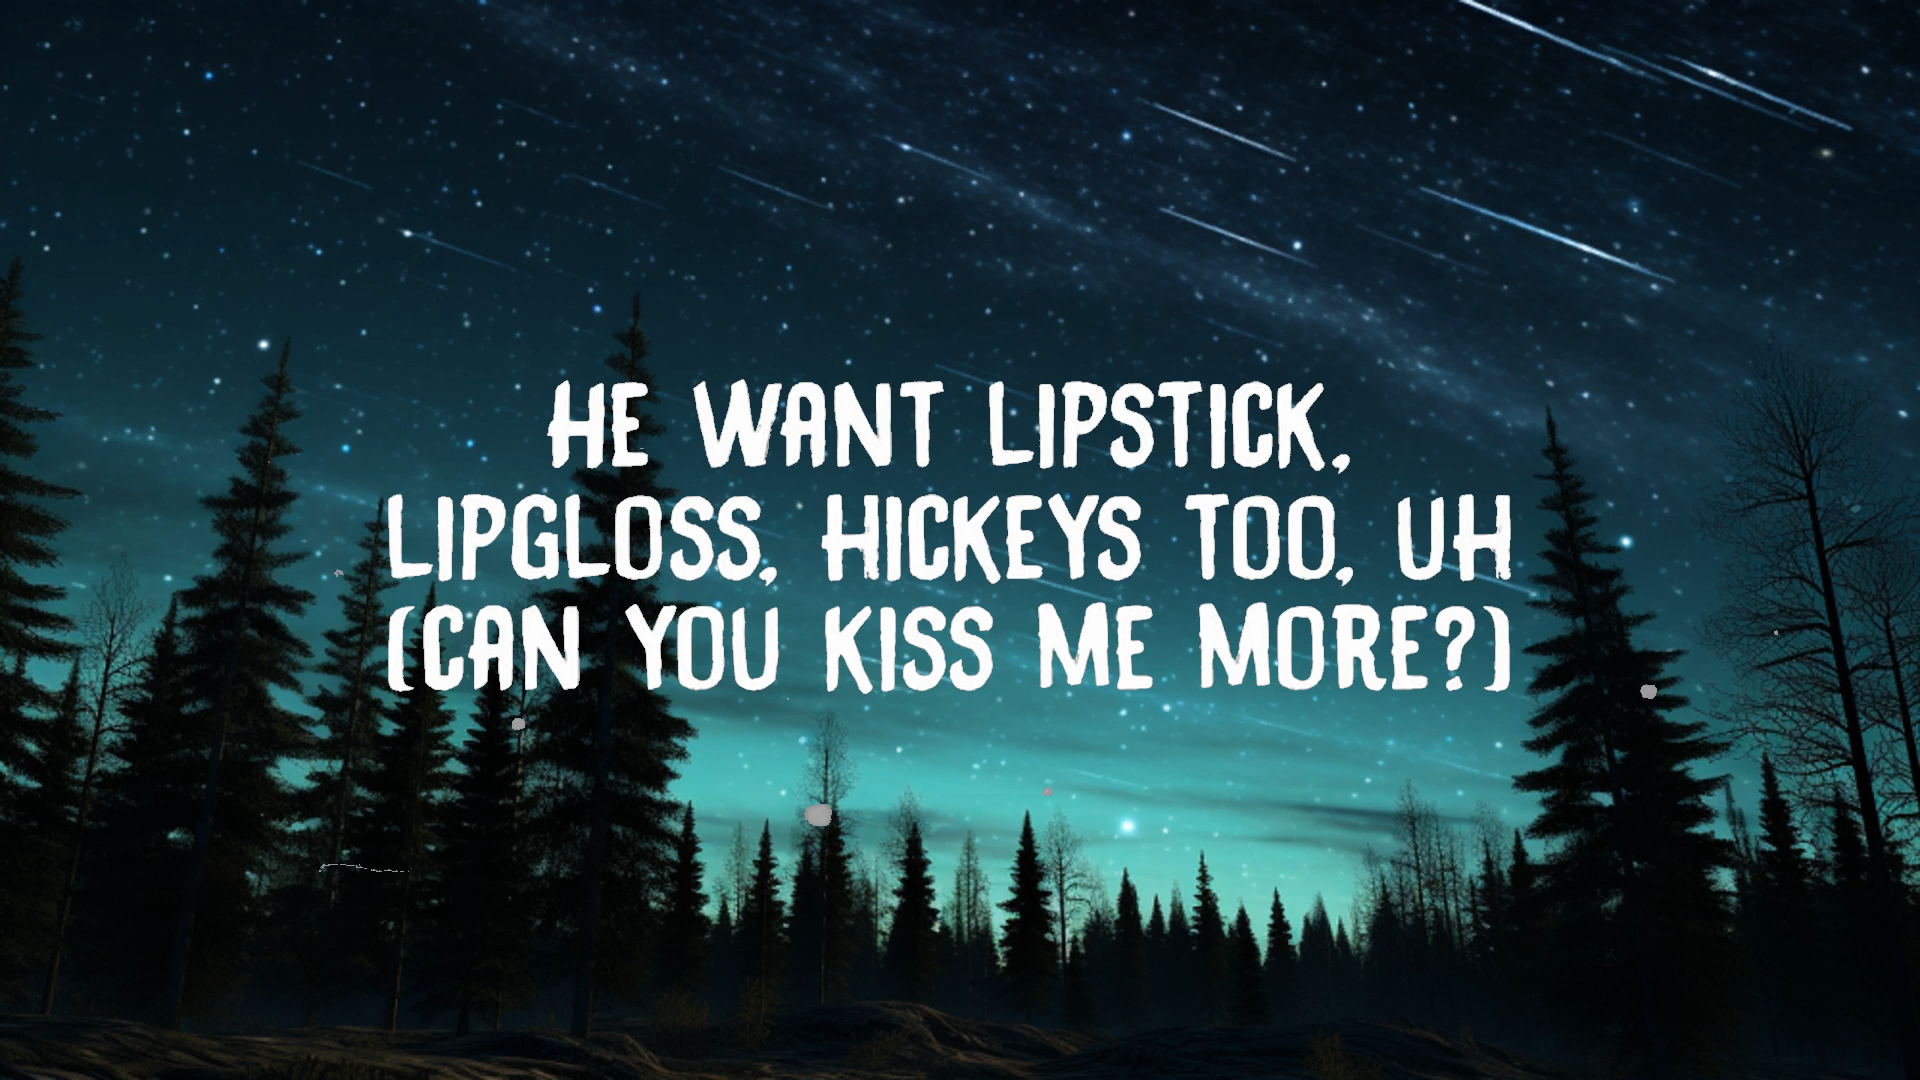 HE WANT LIPSTICK,
LIPGLOSS, HICKEYS TOO, UH
(CAN YOU KISS ME MORE?)